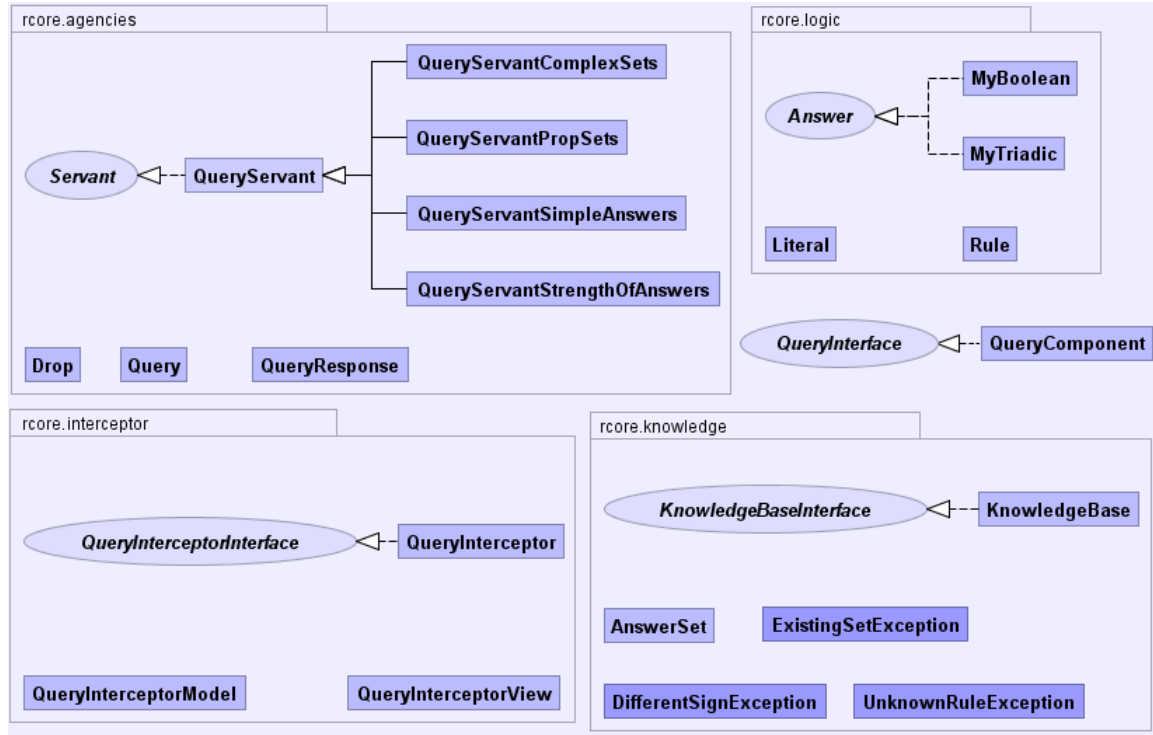 rcore.agencies
QueryServantComplexSets
QueryServantPropSets
Servant
QueryServant
QueryServantSimpleAnswers
QueryServantStrengthOfAnswers
Drop
Query
QueryResponse
rcore.logic
MyBoolean
Answer
MyTriadic
Literal
Rule
QueryInterface
QueryComponent
rcore.interceptor
QueryInterceptorInterface
QueryInterceptor
QueryInterceptorModel
QueryInterceptorView
rcore.knowledge
KnowledgeBaseInterface
KnowledgeBase
AnswerSet
ExistingSetException
DifferentSignException
UnknownRuleException